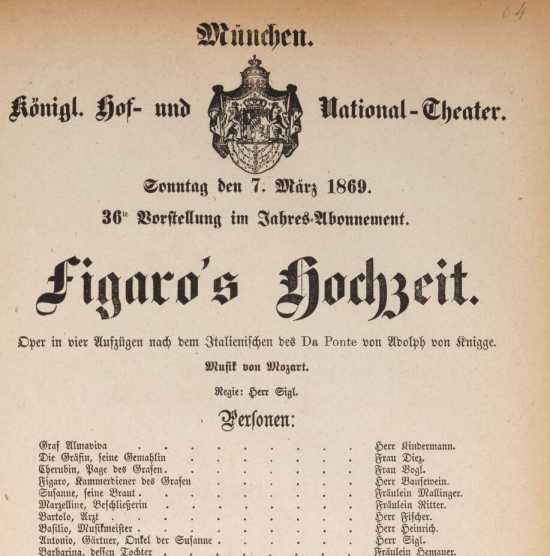 64
München.
Königl. Hof- und National-Theater.
Sonntag den 7. März 1869.
36te Vorstellung im Jahres-Abonnement.
Figaro's Hochzeit.
Oper in vier Aufzügen nach dem Italienischen des Da Ponte von Adolph von Knigge.
Musik von Mozart.
Regie: Herr Sigl.
Personen:
Graf Almaviva . . . . . . . . Herr Kindermann.
Die Gräfin, seine Gemahlin . . . . . . . . Frau Diez.
Cherubin, Page des Grafen . . . . . . . . Frau Vogl.
Figaro, Kammerdiener des Grafen . . . . . . . Herr Bausewein.
Susanne, seine Braut . . . . . . . . Fräulein Mallinger.
Marzelline, Beschließerin . . . . . . . . Fräulein Ritter.
Bartolo, Arzt . . . . . . . . Herr Fischer.
Basilio, Musikmeister . . . . . . . . Herr Heinrich.
Antonio, Gärtner, Onkel der Susanne . . . . . . . Herr Sigl.
Barbarina, dessen Tochter . . . . . . . . Fräulein Hemauer.